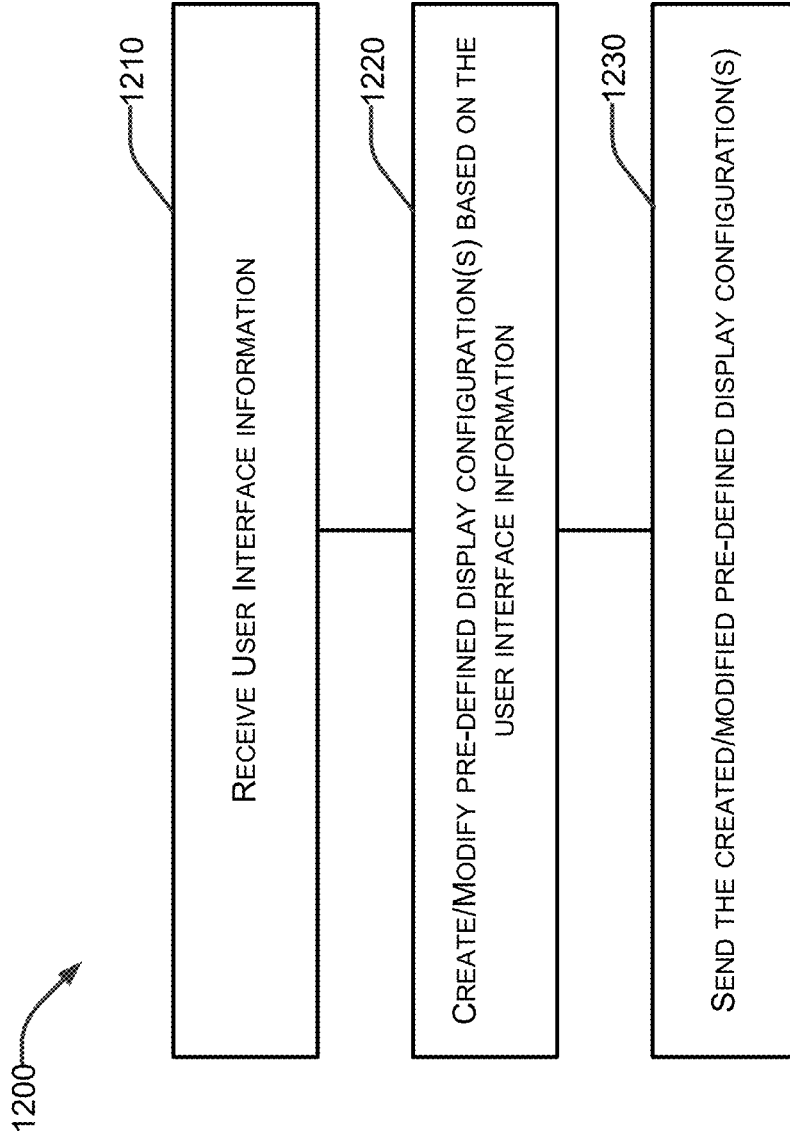 1200
1210
RECEIVE USER INTERFACE INFORMATION
1220
CREATE/MODIFY PRE-DEFINED DISPLAY CONFIGURATION(S) BASED ON THE
USER INTERFACE INFORMATION
1230
SEND THE CREATED/MODIFIED PRE-DEFINED DISPLAY CONFIGURATION(S)